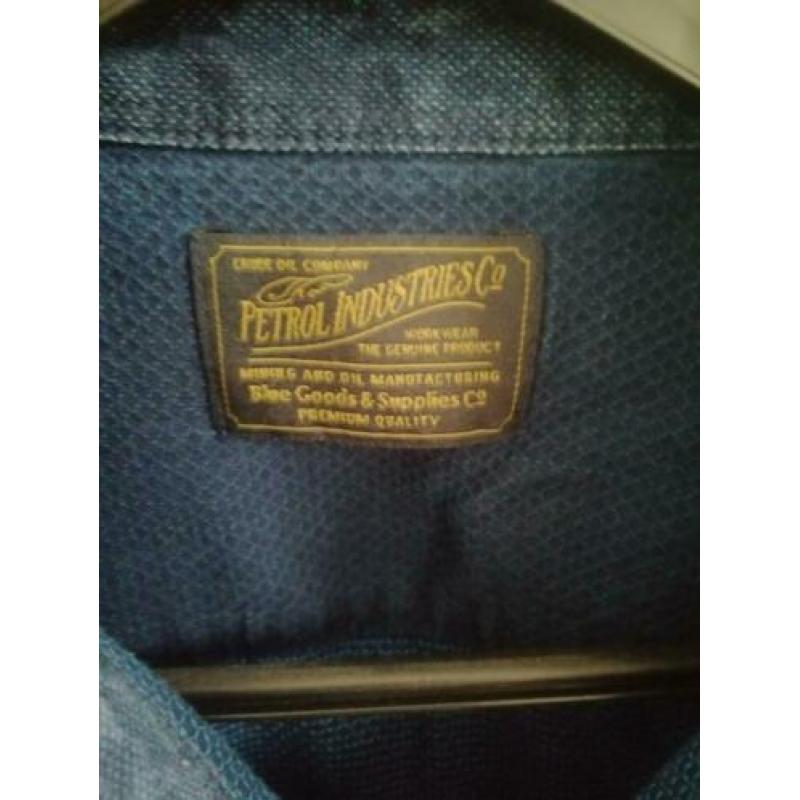 CRUDE OIL COMPANY
The
PETROL INDUSTRIES Co
WORKWEAR
THE GENUINE PRODUCT
MINING AND OIL MANUFACTURING
Blue Goods & Supplies Co
PREMIUM QUALITY